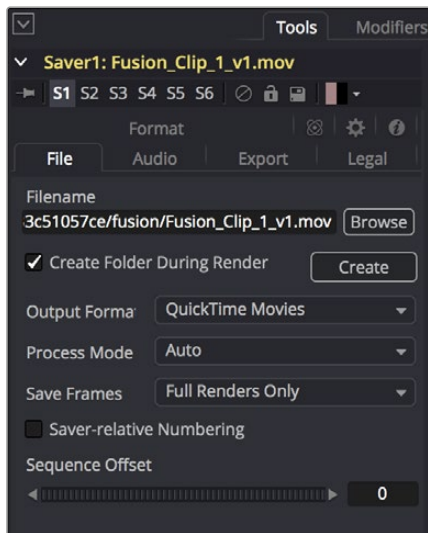 Tools Modifiers
Saver1: Fusion_Clip_1_v1.mov
S1 S2 S3 S4 S5 S6
Format
File Audio Export Legal
Filename
3c51057ce/fusion/Fusion_Clip_1_v1.mov Browse
Create Folder During Render Create
Output Forma QuickTime Movies
Process Mode Auto
Save Frames Full Renders Only
Saver-relative Numbering
Sequence Offset
0